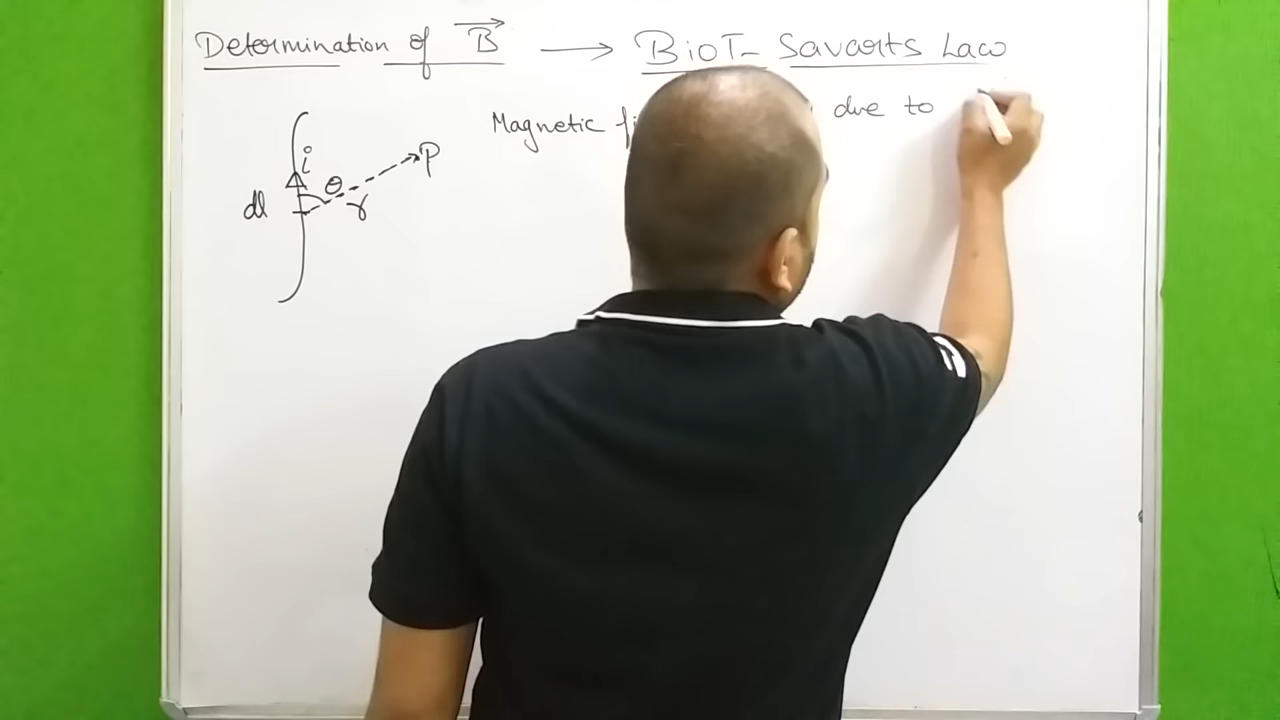 Determination of B → Biot-Savarts Law
Magnetic due to
i
θ
P
dl
r